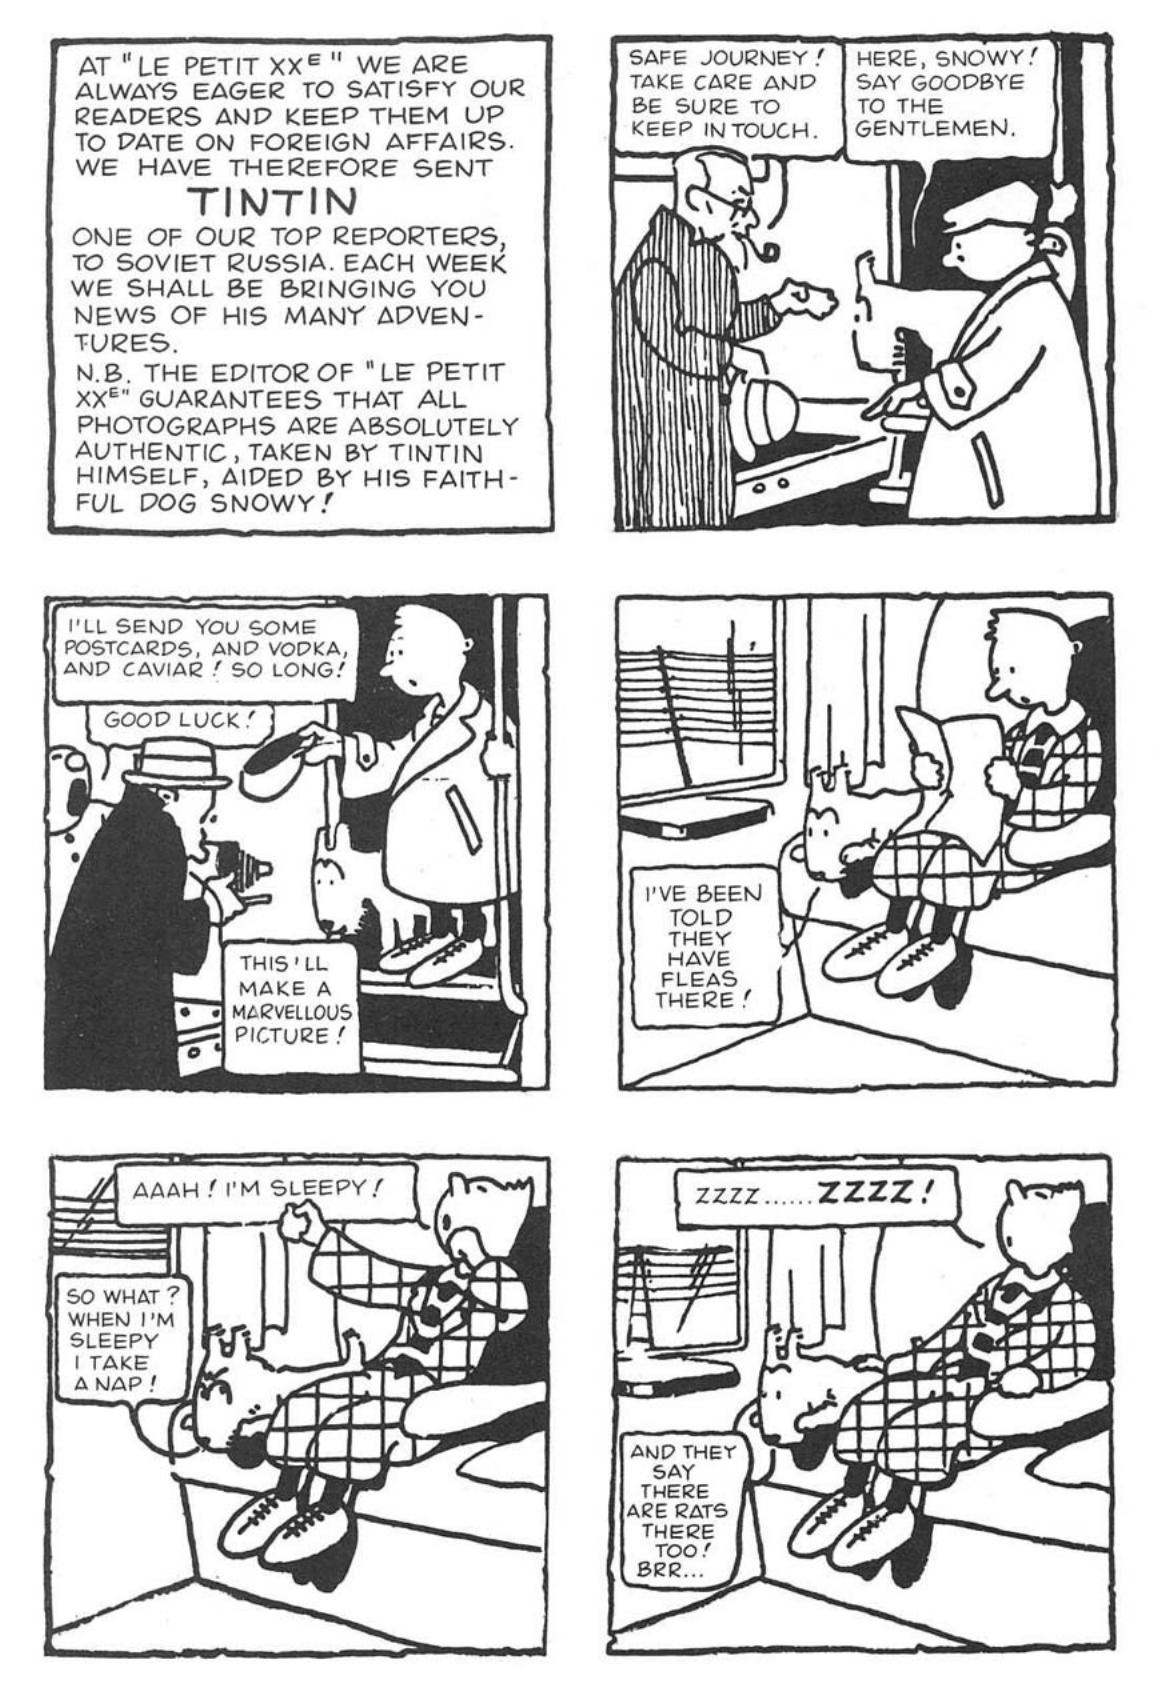 AT "LE PETIT XXE" WE ARE
ALWAYS EAGER TO SATISFY OUR
READERS AND KEEP THEM UP
TO DATE ON FOREIGN AFFAIRS.
WE HAVE THEREFORE SENT
TINTIN
ONE OF OUR TOP REPORTERS,
TO SOVIET RUSSIA. EACH WEEK
WE SHALL BE BRINGING YOU
NEWS OF HIS MANY ADVEN-
TURES.
N.B. THE EDITOR OF "LE PETIT
XXE" GUARANTEES THAT ALL
PHOTOGRAPHS ARE ABSOLUTELY
AUTHENTIC, TAKEN BY TINTIN
HIMSELF, AIDED BY HIS FAITH-
FUL DOG SNOWY!
SAFE JOURNEY!
TAKE CARE AND
BE SURE TO
KEEP IN TOUCH.
HERE, SNOWY!
SAY GOODBYE
TO THE
GENTLEMEN.
I'LL SEND YOU SOME
POSTCARDS, AND VODKA,
AND CAVIAR! SO LONG!
GOOD LUCK!
THIS'LL
MAKE A
MARVELLOUS
PICTURE!
I'VE BEEN
TOLD
THEY
HAVE
FLEAS
THERE!
AAAH! I'M SLEEPY!
SO WHAT?
WHEN I'M
SLEEPY
I TAKE
A NAP!
ZZZZ...... ZZZZ!
AND THEY
SAY
THERE
ARE RATS
THERE
TOO!
BRR...